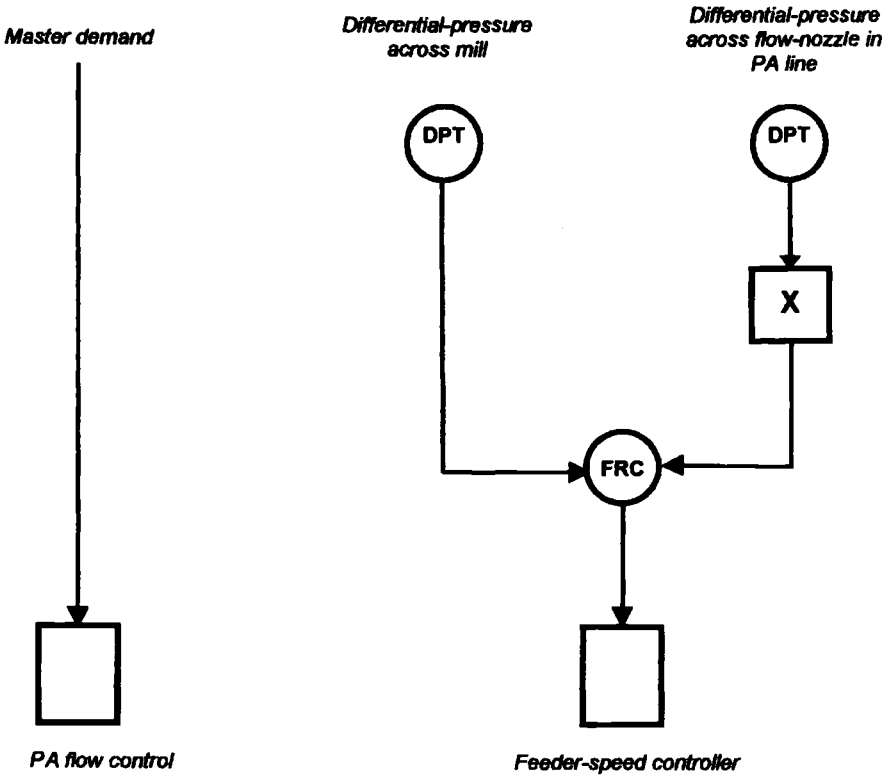 Master demand
Differential-pressure
across mill
Differential-pressure
across flow-nozzle in
PA line
DPT
DPT
X
FRC
PA flow control
Feeder-speed controller